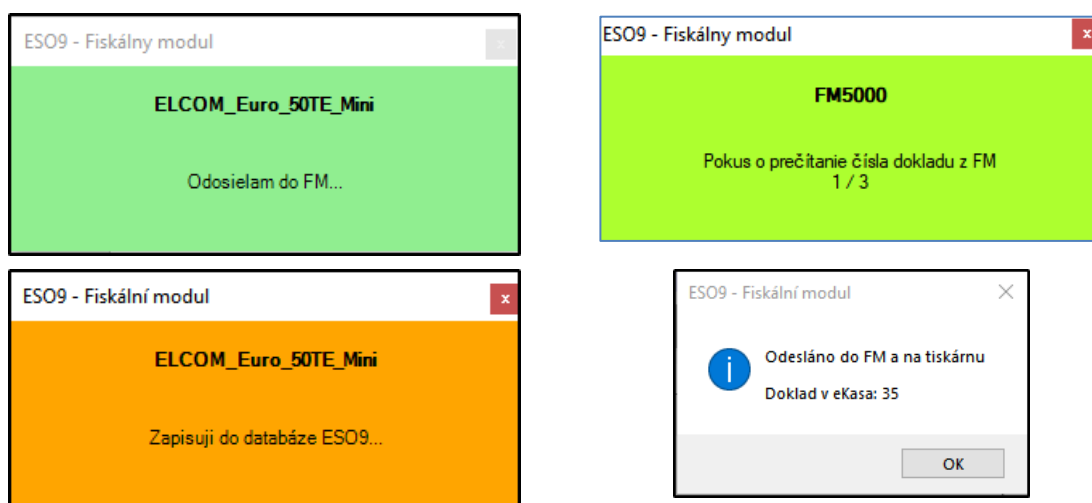 ESO9 - Fiskálny modul
x
ELCOM_Euro_50TE_Mini
Odosielam do FM...
ESO9 - Fiskálny modul
x
FM5000
Pokus o prečítanie čísla dokladu z FM
1 / 3
ESO9 - Fiskální modul
x
ELCOM_Euro_50TE_Mini
Zapisuji do databáze ESO9...
ESO9 - Fiskální modul
Odesláno do FM a na tiskárnu
Doklad v eKasa: 35
OK